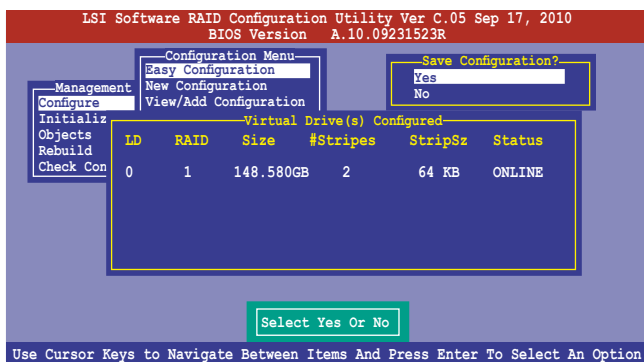 LSI Software RAID Configuration Utility Ver C.05 Sep 17, 2010
BIOS Version A.10.09231523R
Configuration Menu
Easy Configuration
New Configuration
View/Add Configuration
Save Configuration?
Yes
No
Management
Configure
Initializ
Objects
Rebuild
Check Con
Virtual Drive(s) Configured
LD RAID Size #Stripes StripSz Status
0 1 148.580GB 2 64 KB ONLINE
Select Yes Or No
Use Cursor Keys to Navigate Between Items And Press Enter To Select An Option